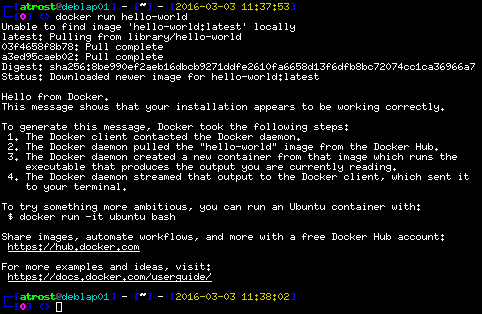 [atrost@deblap01] - [~] - [2016-03-03 11:37:53]
[0] <> docker run hello-world
Unable to find image 'hello-world:latest' locally
latest: Pulling from library/hello-world
03f4658f8b78: Pull complete
a3ed95caeb02: Pull complete
Digest: sha256:8be990ef2aeb16dbcb9271ddfe2610fa6658d13f6dfb8bc72074cc1ca36966a7
Status: Downloaded newer image for hello-world:latest
Hello from Docker.
This message shows that your installation appears to be working correctly.
To generate this message, Docker took the following steps:
1. The Docker client contacted the Docker daemon.
2. The Docker daemon pulled the "hello-world" image from the Docker Hub.
3. The Docker daemon created a new container from that image which runs the
executable that produces the output you are currently reading.
4. The Docker daemon streamed that output to the Docker client, which sent it
to your terminal.
To try something more ambitious, you can run an Ubuntu container with:
$ docker run -it ubuntu bash
Share images, automate workflows, and more with a free Docker Hub account:
https://hub.docker.com
For more examples and ideas, visit:
https://docs.docker.com/userguide/
[atrost@deblap01] - [~] - [2016-03-03 11:38:02]
[0] <>